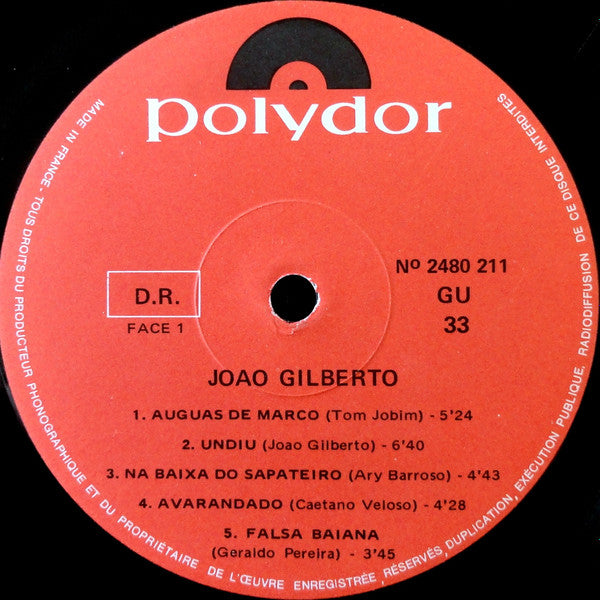 polydor
Nº 2480 211
D.R.
GU
FACE 1
33
JOAO GILBERTO
1. AUGUAS DE MARCO (Tom Jobim) - 5'24
2. UNDIU (Joao Gilberto) - 6'40
3. NA BAIXA DO SAPATEIRO (Ary Barroso) - 4'43
4. AVARANDADO (Caetano Veloso) - 4'28
5. FALSA BAIANA
(Geraldo Pereira) - 3'45
MADE IN FRANCE - TOUS DROITS DU PRODUCTEUR PHONOGRAPHIQUE ET DU PROPRIÉTAIRE DE L'ŒUVRE ENREGISTRÉE, RÉSERVÉS, DUPLICATION, EXÉCUTION PUBLIQUE, RADIODIFFUSION DE CE DISQUE INTERDITES